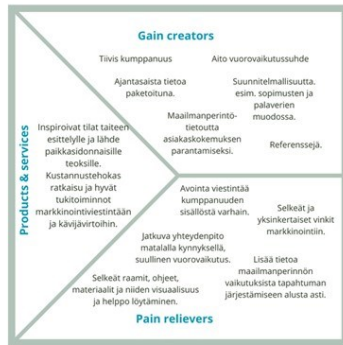 Gain creators
Tiivis kumppanuus
Aito vuorovaikutussuhde
Ajantasaista tietoa
paketoituna.
Suunnitelmallisuutta.
esim. sopimusten ja
palaverien
muodossa.
Maailmanperintö-
tietoutta
asiakaskokemuksen
parantamiseksi.
Referenssejä.
Products & services
Inspiroivat tilat taiteen
esittelylle ja lähde
paikkasidonnaisille
teoksille.
Kustannustehokas
ratkaisu ja hyvät
tukitoiminnot
markkinointiviestintään
ja kävijävirtoihin.
Avointa viestintää
kumppanuuden
sisällöstä varhain.
Selkeät ja
yksinkertaiset vinkit
markkinointiin.
Jatkuva yhteydenpito
matalalla kynnyksellä,
suullinen vuorovaikutus.
Lisää tietoa
maailmanperinnön
vaikutuksista tapahtuman
järjestämiseen alusta asti.
Selkeät raamit, ohjeet,
materiaalit ja niiden visuaalisuus
ja helppo löytäminen.
Pain relievers